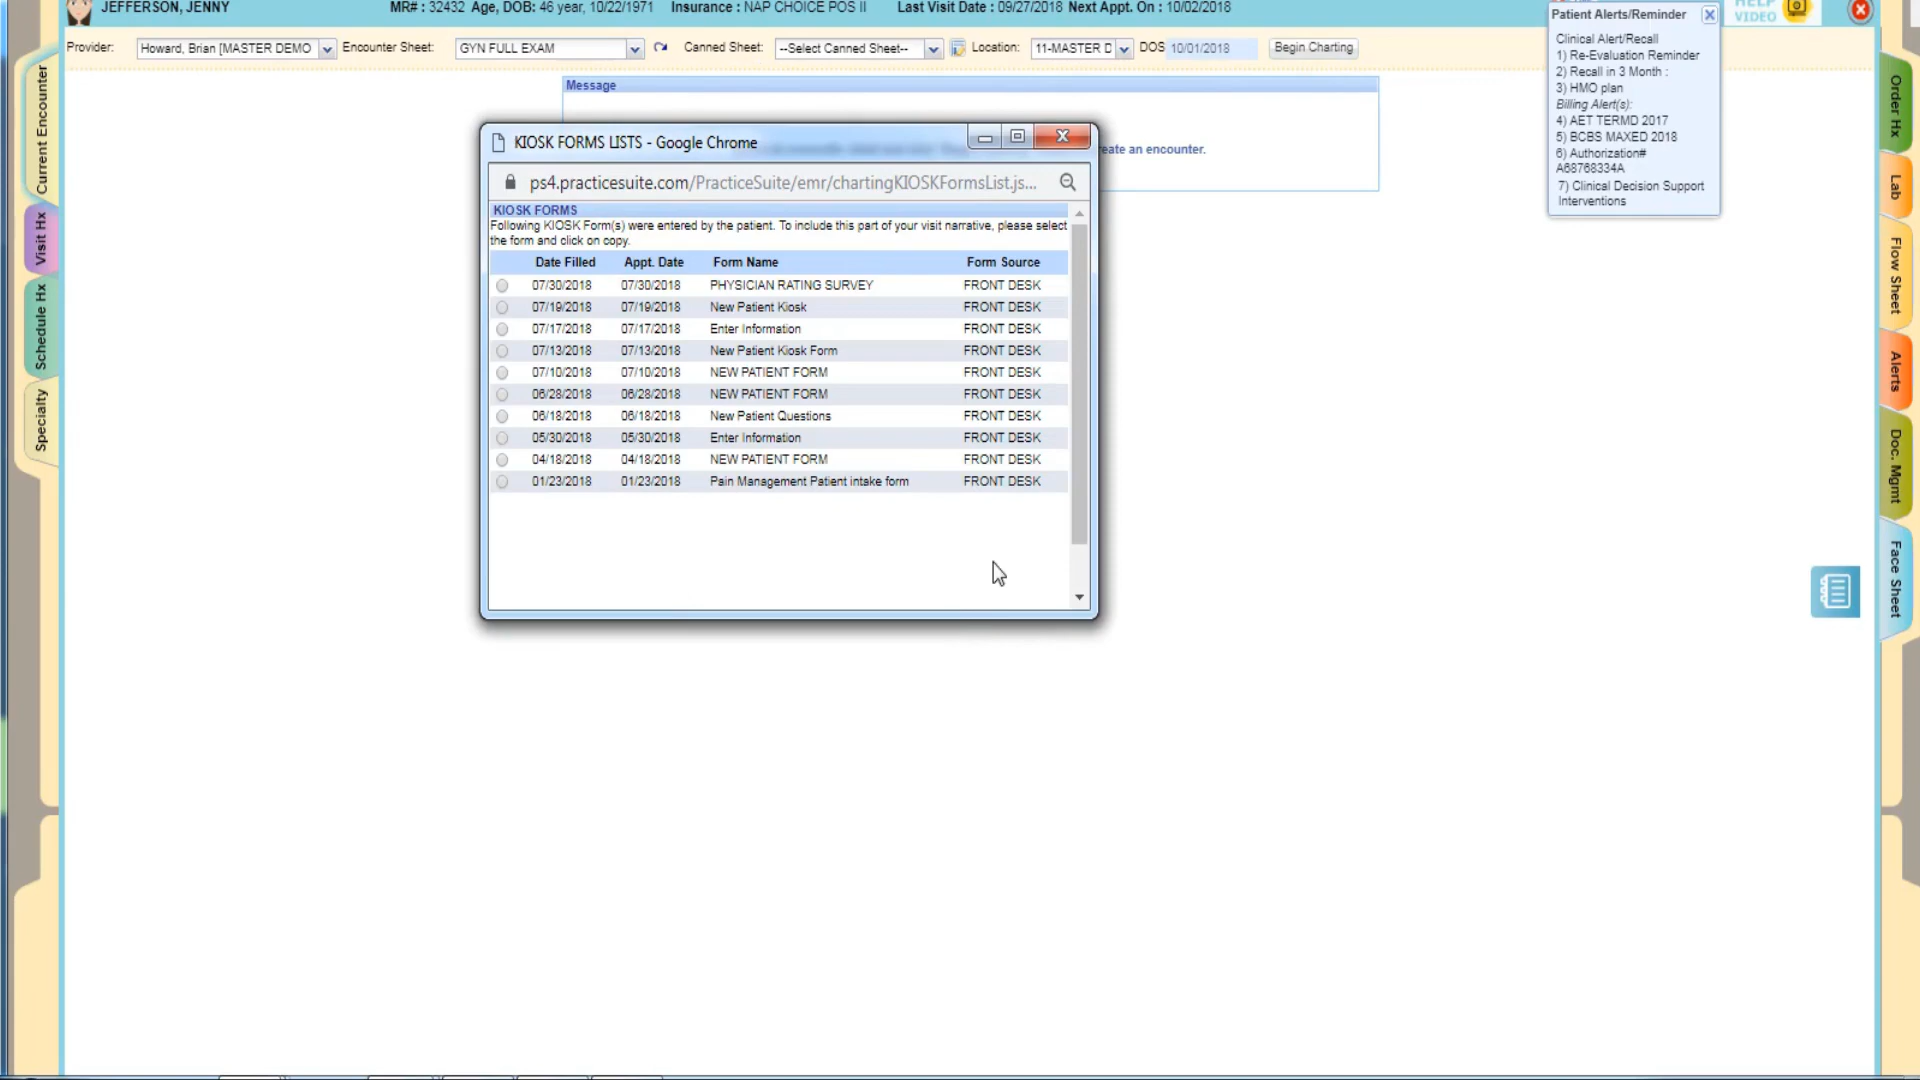 JEFFERSON, JENNY MR# : 32432 Age, DOB: 46 year, 10/22/1971 Insurance : NAP CHOICE POS II Last Visit Date : 09/27/2018 Next Appt. On : 10/02/2018
HELP
VIDEO
Provider: Howard, Brian [MASTER DEMO Encounter Sheet: GYN FULL EXAM Canned Sheet: --Select Canned Sheet-- Location: 11-MASTER D DOS 10/01/2018 Begin Charting
Patient Alerts/Reminder
Clinical Alert/Recall
1) Re-Evaluation Reminder
2) Recall in 3 Month :
3) HMO plan
Billing Alert(s):
4) AET TERMD 2017
5) BCBS MAXED 2018
6) Authorization#
A68768334A
7) Clinical Decision Support
Interventions
Message
eate an encounter.
KIOSK FORMS LISTS - Google Chrome
ps4.practicesuite.com/PracticeSuite/emr/chartingKIOSKFormsList.js...
KIOSK FORMS
Following KIOSK Form(s) were entered by the patient. To include this part of your visit narrative, please select
the form and click on copy.
Date Filled Appt. Date Form Name Form Source
07/30/2018 07/30/2018 PHYSICIAN RATING SURVEY FRONT DESK
07/19/2018 07/19/2018 New Patient Kiosk FRONT DESK
07/17/2018 07/17/2018 Enter Information FRONT DESK
07/13/2018 07/13/2018 New Patient Kiosk Form FRONT DESK
07/10/2018 07/10/2018 NEW PATIENT FORM FRONT DESK
06/28/2018 06/28/2018 NEW PATIENT FORM FRONT DESK
06/18/2018 06/18/2018 New Patient Questions FRONT DESK
05/30/2018 05/30/2018 Enter Information FRONT DESK
04/18/2018 04/18/2018 NEW PATIENT FORM FRONT DESK
01/23/2018 01/23/2018 Pain Management Patient intake form FRONT DESK
Current Encounter
Visit Hx
Schedule Hx
Specialty
Order Hx
Lab
Flow Sheet
Alerts
Doc. Mgmt
Face Sheet